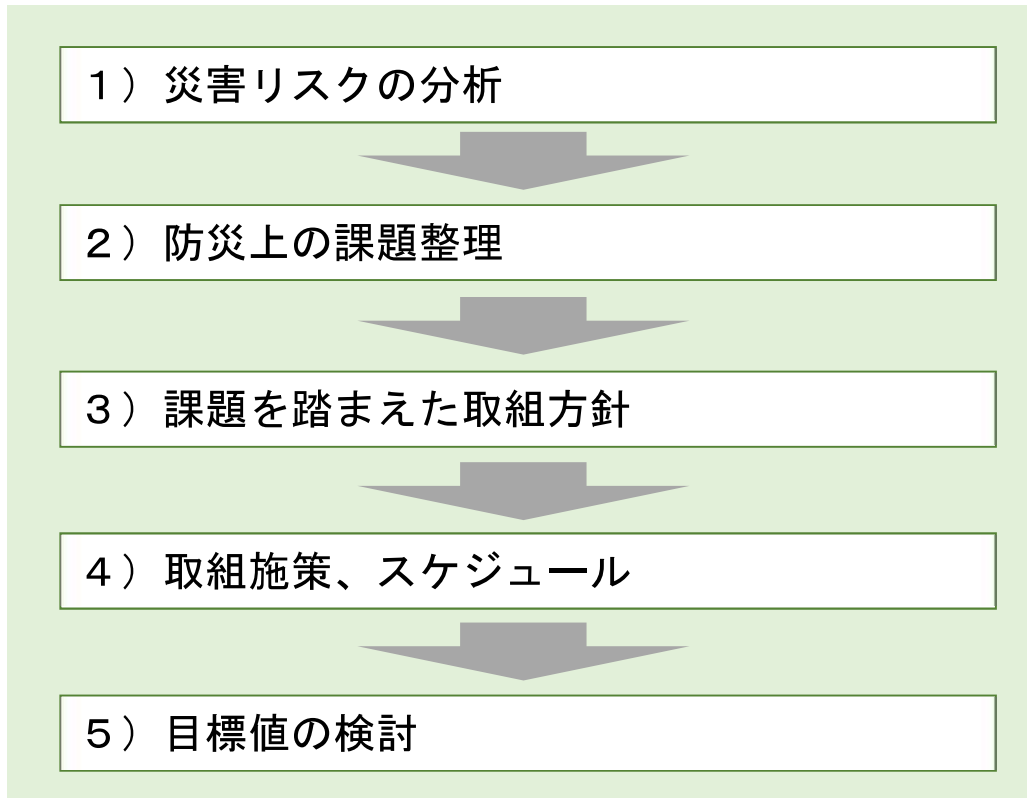 １）災害リスクの分析
２）防災上の課題整理
３）課題を踏まえた取組方針
４）取組施策、スケジュール
５）目標値の検討